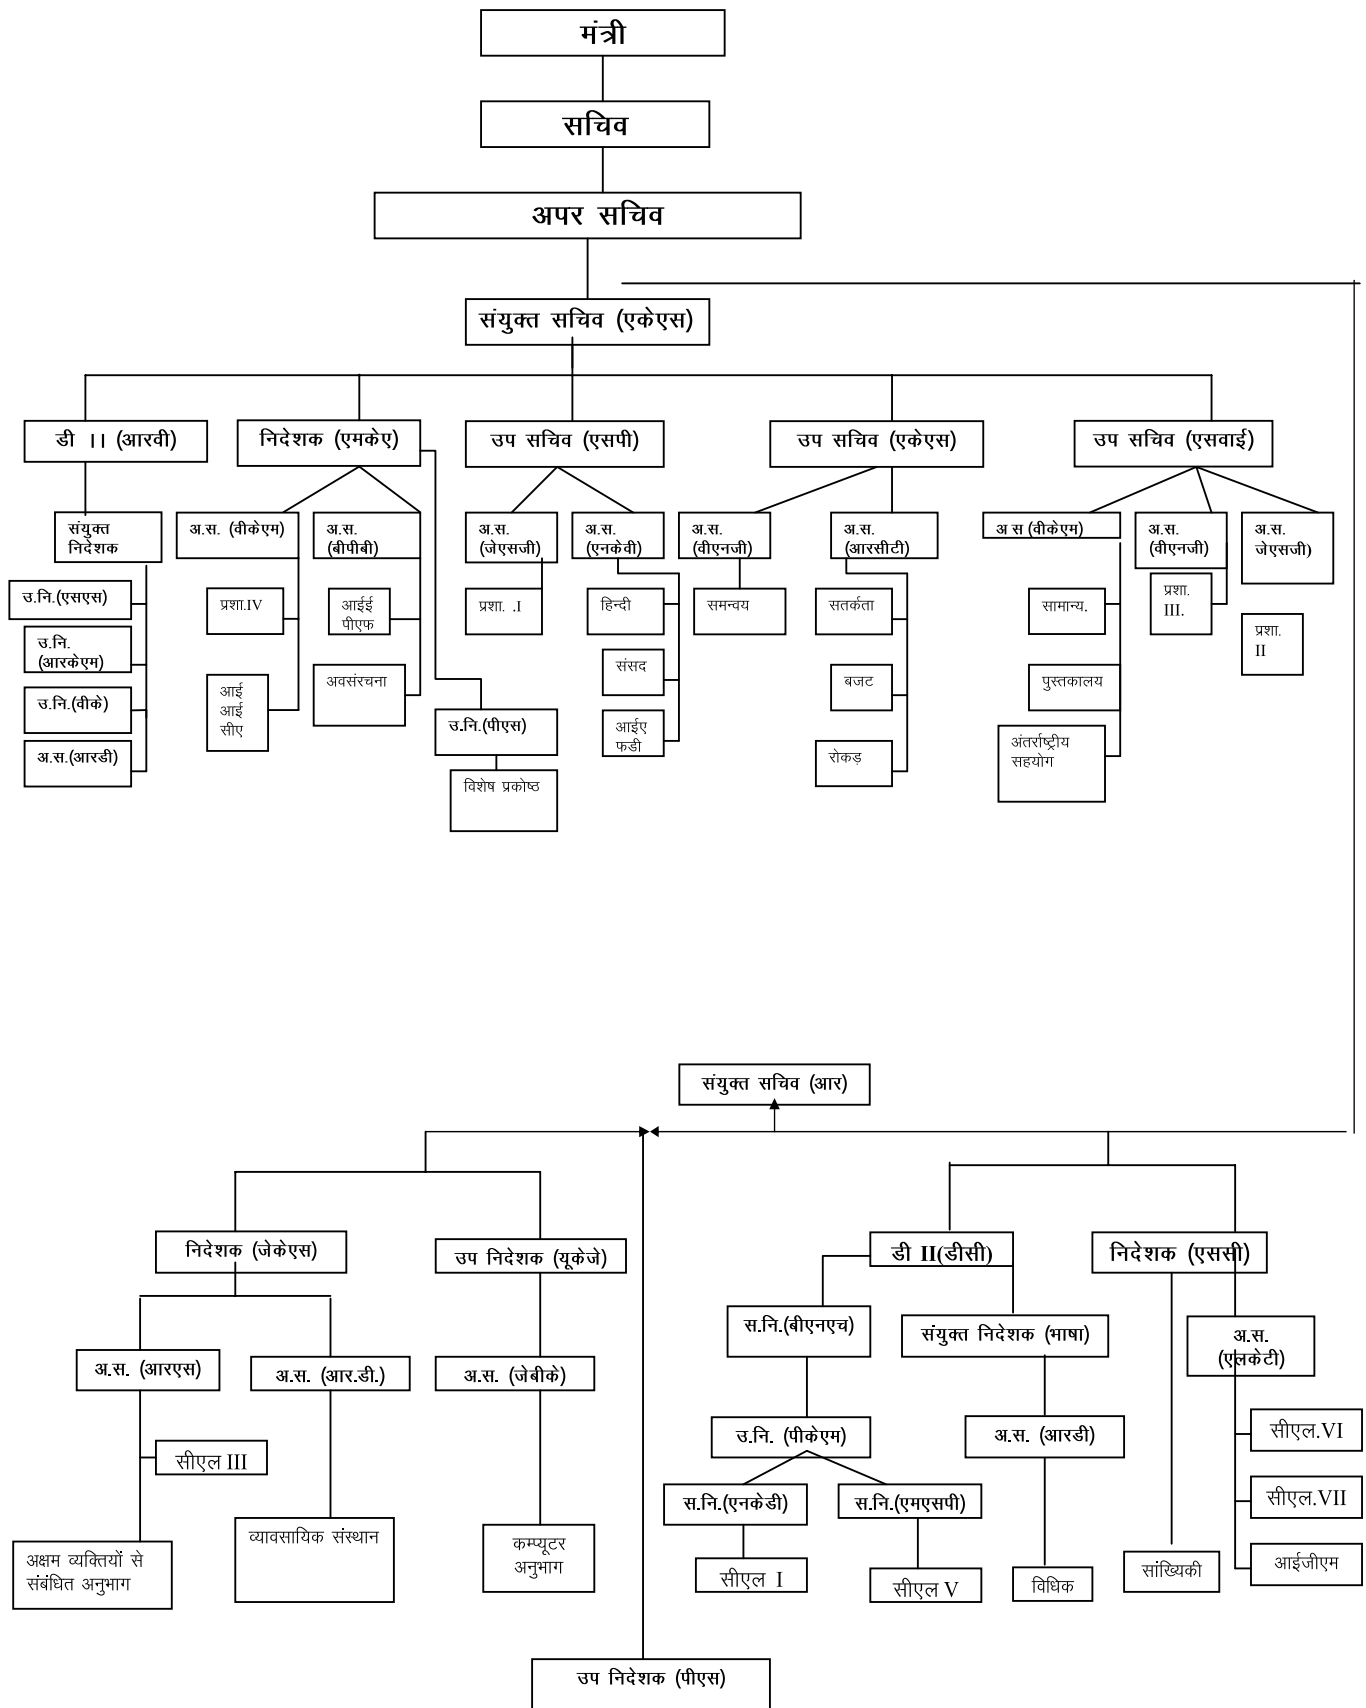 मंत्री
सचिव
अपर सचिव
संयुक्त सचिव (एकेएस)
डी II (आरवी)
निदेशक (एमकेए)
उप सचिव (एसपी)
उप सचिव (एकेएस)
उप सचिव (एसवाई)
संयुक्त
निदेशक
अ.स. (वीकेएम)
अ.स.
(बीपीबी)
अ.स.
(जेएसजी)
अ.स.
(एनकेवी)
अ.स.
(वीएनजी)
अ.स.
(आरसीटी)
अ स (वीकेएम)
अ.स.
(वीएनजी)
अ.स.
जेएसजी)
उ.नि.(एसएस)
उ.नि.
(आरकेएम)
उ.नि.(वीके)
अ.स.(आरडी)
प्रशा.IV
आई
आई
सीए
आईई
पीएफ
अवसंरचना
उ.नि.(पीएस)
विशेष प्रकोष्ठ
प्रशा. .I
हिन्दी
संसद
आईए
फडी
समन्वय
सतर्कता
बजट
रोकड़
सामान्य.
पुस्तकालय
अंतर्राष्ट्रीय
सहयोग
प्रशा.
III.
प्रशा.
II
संयुक्त सचिव (आर)
निदेशक (जेकेएस)
उप निदेशक (यूकेजे)
डी II(डीसी)
निदेशक (एससी)
स.नि.(बीएनएच)
संयुक्त निदेशक (भाषा)
अ.स.
(एलकेटी)
अ.स. (आरएस)
अ.स. (आर.डी.)
अ.स. (जेबीके)
उ.नि. (पीकेएम)
अ.स. (आरडी)
सीएल.VI
सीएल III
स.नि.(एनकेडी)
स.नि.(एमएसपी)
सीएल.VII
अक्षम व्यक्तियों से
संबंधित अनुभाग
व्यावसायिक संस्थान
कम्प्यूटर
अनुभाग
सीएल I
सीएल V
विधिक
सांख्यिकी
आईजीएम
उप निदेशक (पीएस)